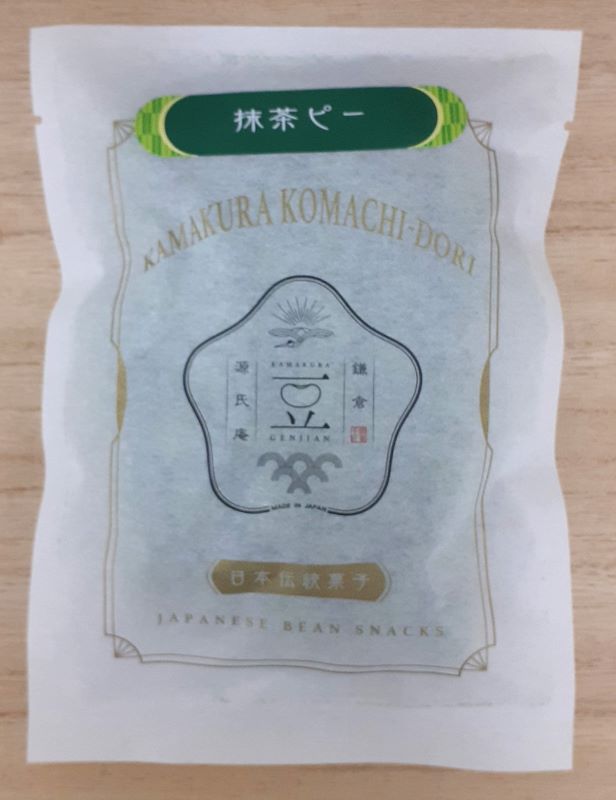 抹茶ピー
KAMAKURA KOMACHI-DORI
鎌倉
KAMAKURA
豆
GENJIAN
源氏庵
MADE IN JAPAN
日本伝統菓子
JAPANESE BEAN SNACKS